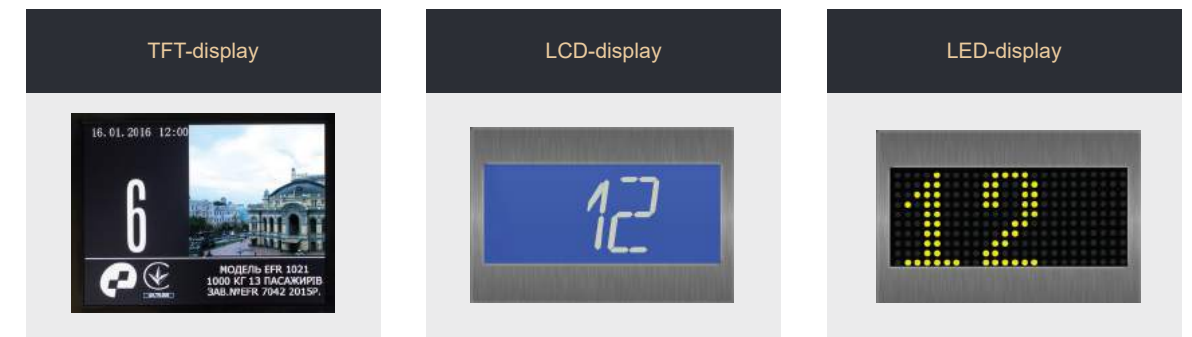 TFT-display
LCD-display
LED-display
16.01.2016 12:00
6
МОДЕЛЬ EFR 1021
1000 КГ 13 ПАСАЖИРІВ
ЗАВ.№EFR 7042 2015Р.
12
12